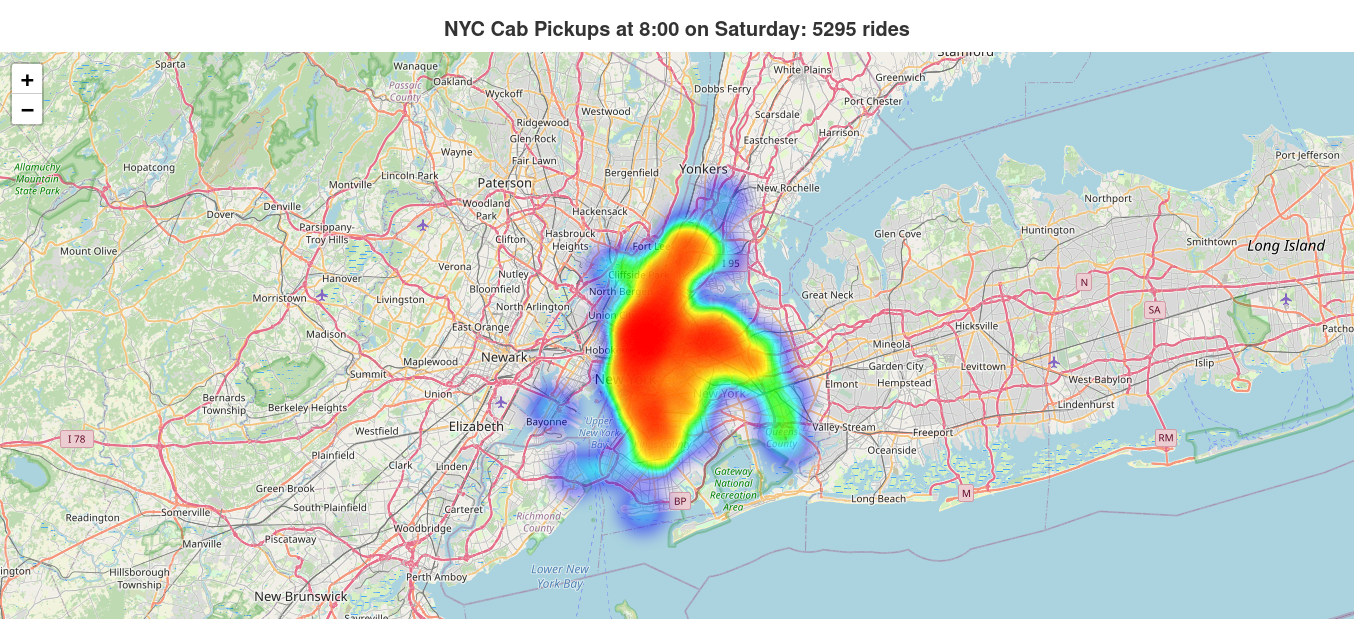 NYC Cab Pickups at 8:00 on Saturday: 5295 rides
+
−
Sparta
Wanaque
Oakland
Passaic
County
Wyckoff
Westwood
Dobbs Ferry
White Plains
Stamford
Greenwich
Port Chester
Scarsdale
Harrison
Eastchester
Ridgewood
Glen Rock
Fair Lawn
Wayne
Hopatcong
Allamuchy
Mountain
State Park
Lincoln Park
Montville
Paterson
Bergenfield
Yonkers
New Rochelle
Port Jefferson
Northport
Denville
Dover
Woodland
Park
Hackensack
Parsippany-
Troy Hills
Clifton
Hasbrouck
Heights
Fort Lee
I 95
Glen Cove
Huntington
Smithtown
Long Island
Mount Olive
Verona
Nutley
Cliffside
Hanover
Bloomfield
North Bergen
Great Neck
N
SA
Morristown
Livingston
North Arlington
Union
East Orange
Madison
Hicksville
Patcho
Maplewood
Newark
Hobok
Mineola
Garden City
Levittown
Islip
Summit
New York
New York
Elmont
Hempstead
West Babylon
Bernards
Township
Berkeley Heights
Union
Lindenhurst
Bayonne
Upper
New York
Bay
I 78
Westfield
Elizabeth
County
Valley Stream
Freeport
RM
Plainfield
Clark
Linden
Oceanside
Gateway
National
Recreation
Area
Green Brook
BP
Long Beach
M
South Plainfield
Carteret
Readington
Somerville
Richmond
County
Woodbridge
Manville
Piscataway
ington
Hillsborough
Township
Perth Amboy
Lower New
York Bay
New Brunswick
Sayreville